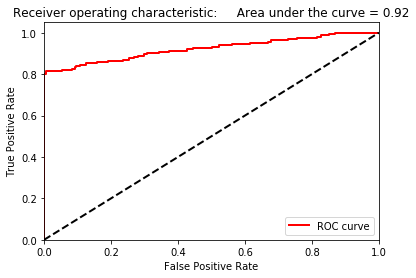 Receiver operating characteristic: Area under the curve = 0.92
1.0
0.8
0.6
0.4
0.2
0.0
True Positive Rate
ROC curve
0.0 0.2 0.4 0.6 0.8 1.0
False Positive Rate